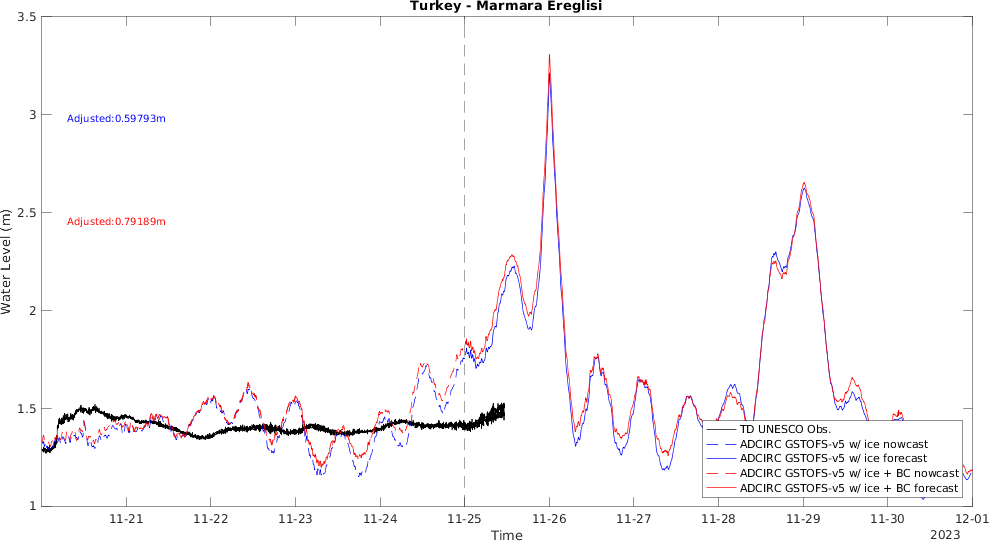 Turkey - Marmara Ereglisi
3.5
3
2.5
2
1.5
1
Water Level (m)
Adjusted:0.59793m
Adjusted:0.79189m
TD UNESCO Obs.
ADCIRC GSTOFS-v5 w/ ice nowcast
ADCIRC GSTOFS-v5 w/ ice forecast
ADCIRC GSTOFS-v5 w/ ice + BC nowcast
ADCIRC GSTOFS-v5 w/ ice + BC forecast
11-21 11-22 11-23 11-24 11-25 11-26 11-27 11-28 11-29 11-30 12-01
Time
2023